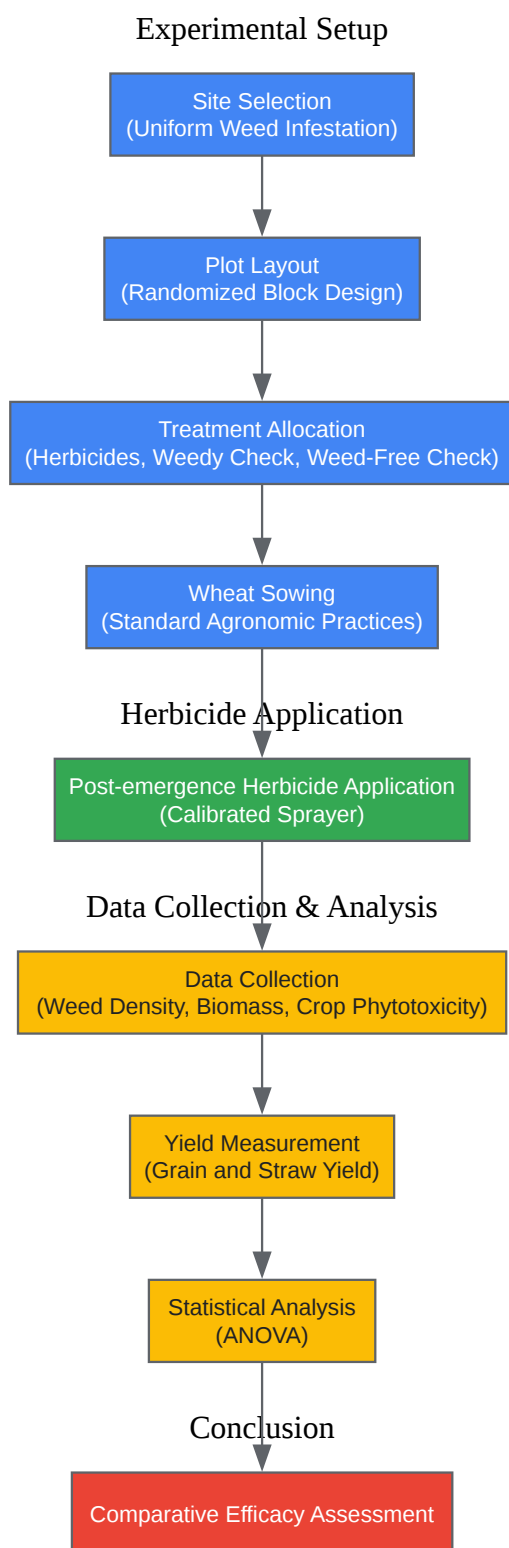 Experimental Setup
Site Selection
(Uniform Weed Infestation)
Plot Layout
(Randomized Block Design)
Treatment Allocation
(Herbicides, Weedy Check, Weed-Free Check)
Wheat Sowing
(Standard Agronomic Practices)
Herbicide Application
Post-emergence Herbicide Application
(Calibrated Sprayer)
Data Collection & Analysis
Data Collection
(Weed Density, Biomass, Crop Phytotoxicity)
Yield Measurement
(Grain and Straw Yield)
Statistical Analysis
(ANOVA)
Conclusion
Comparative Efficacy Assessment